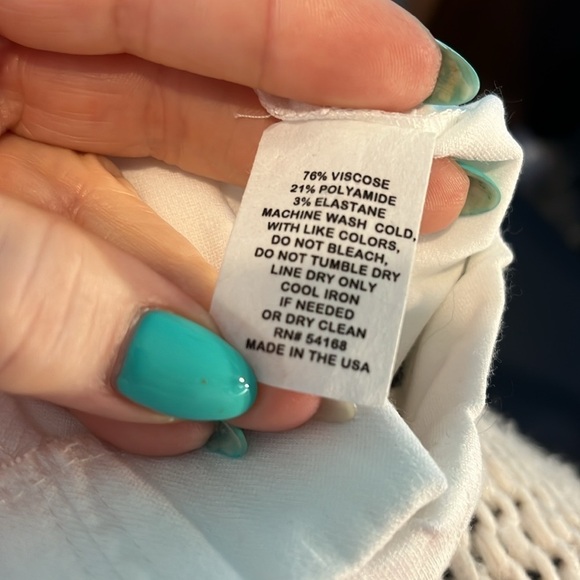 76% VISCOSE
21% POLYAMIDE
3% ELASTANE
MACHINE WASH COLD,
WITH LIKE COLORS,
DO NOT BLEACH,
DO NOT TUMBLE DRY
LINE DRY ONLY
COOL IRON
IF NEEDED
OR DRY CLEAN
RN# 54168
MADE IN THE USA